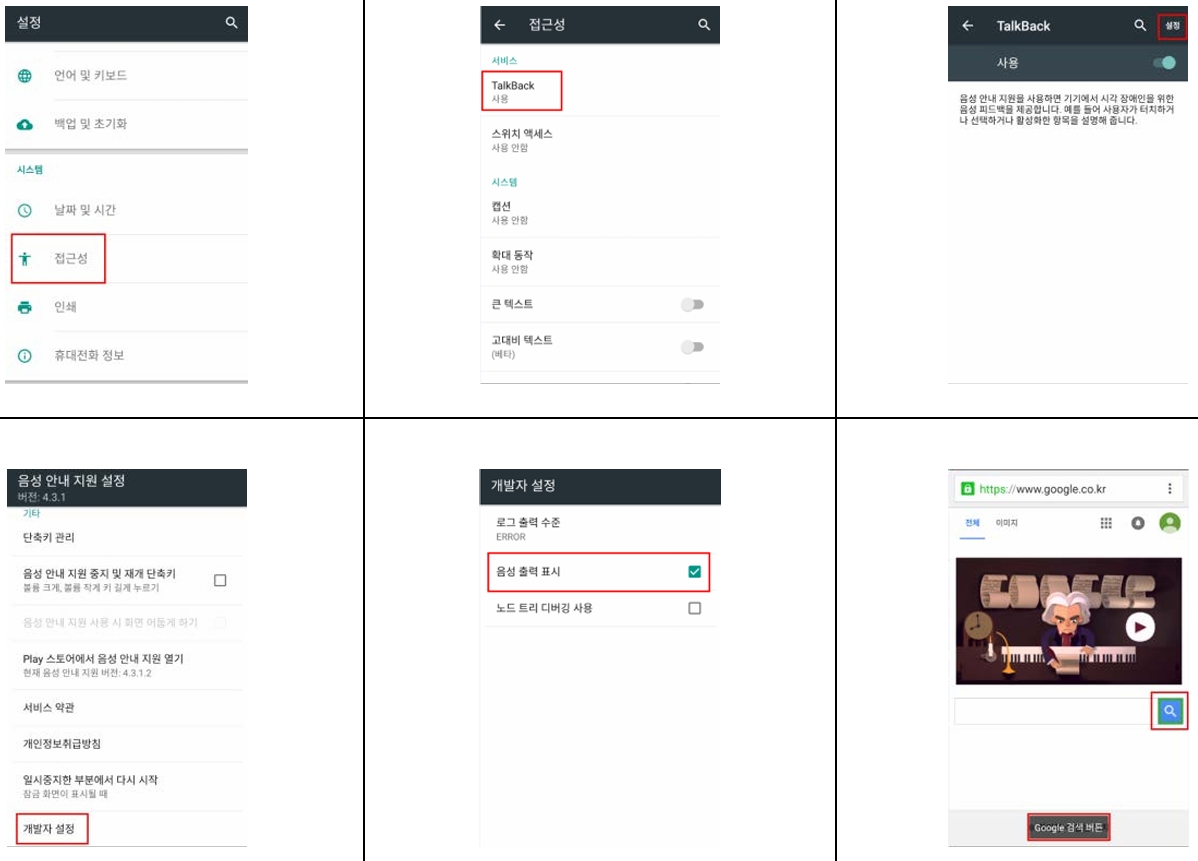 설정
언어 및 키보드
백업 및 초기화
시스템
날짜 및 시간
접근성
인쇄
휴대전화 정보
접근성
서비스
TalkBack
사용
스위치 액세스
사용 안함
시스템
캡션
사용 안함
확대 동작
사용 안함
큰 텍스트
고대비 텍스트
(베타)
TalkBack
설정
사용
음성 안내 지원을 사용하면 기기에서 시각 장애인을 위한
음성 피드백을 제공합니다. 예를 들어 사용자가 터치하거
나 선택하거나 활성화한 항목을 설명해 줍니다.
음성 안내 지원 설정
버전: 4.3.1
기타
단축키 관리
음성 안내 지원 중지 및 재개 단축키
볼륨 크게, 볼륨 작게 키 길게 누르기
음성 안내 지원 사용 시 화면 어둡게 하기
Play 스토어에서 음성 안내 지원 열기
현재 음성 안내 지원 버전: 4.3.1.2
서비스 약관
개인정보취급방침
일시중지한 부분에서 다시 시작
잠금 화면이 표시될 때
개발자 설정
개발자 설정
로그 출력 수준
ERROR
음성 출력 표시
노드 트리 디버깅 사용
https://www.google.co.kr
전체 이미지
GOOGLE
Google 검색 버튼